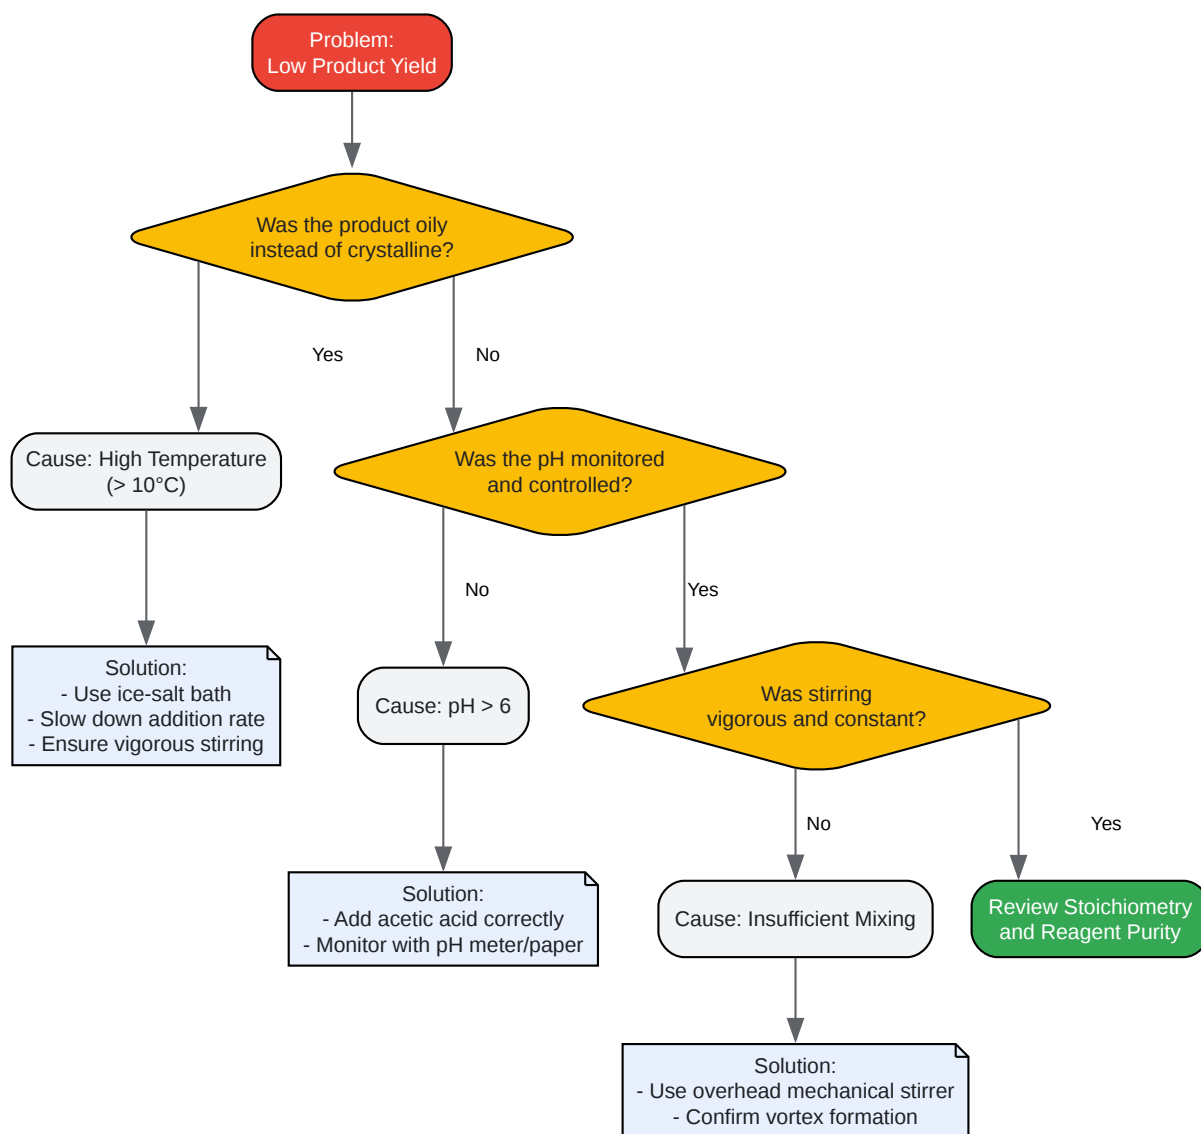 Problem:
Low Product Yield
Was the product oily
instead of crystalline?
Yes
No
Cause: High Temperature
(> 10°C)
Was the pH monitored
and controlled?
No
Yes
Solution:
- Use ice-salt bath
- Slow down addition rate
- Ensure vigorous stirring
Cause: pH > 6
Was stirring
vigorous and constant?
No
Yes
Solution:
- Add acetic acid correctly
- Monitor with pH meter/paper
Cause: Insufficient Mixing
Review Stoichiometry
and Reagent Purity
Solution:
- Use overhead mechanical stirrer
- Confirm vortex formation